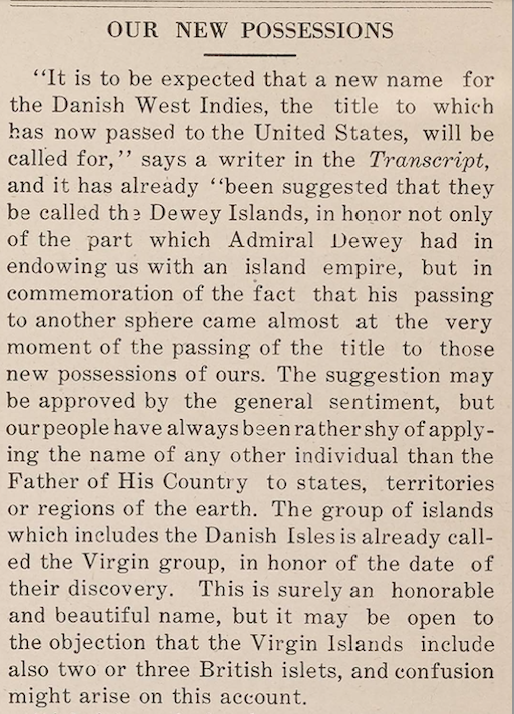 OUR NEW POSSESSIONS
“It is to be expected that a new name for
the Danish West Indies, the title to which
has now passed to the United States, will be
called for,” says a writer in the Transcript,
and it has already “been suggested that they
be called the Dewey Islands, in honor not only
of the part which Admiral Dewey had in
endowing us with an island empire, but in
commemoration of the fact that his passing
to another sphere came almost at the very
moment of the passing of the title to those
new possessions of ours. The suggestion may
be approved by the general sentiment, but
our people have always been rather shy of apply-
ing the name of any other individual than the
Father of His Country to states, territories
or regions of the earth. The group of islands
which includes the Danish Isles is already call-
ed the Virgin group, in honor of the date of
their discovery. This is surely an honorable
and beautiful name, but it may be open to
the objection that the Virgin Islands include
also two or three British islets, and confusion
might arise on this account.